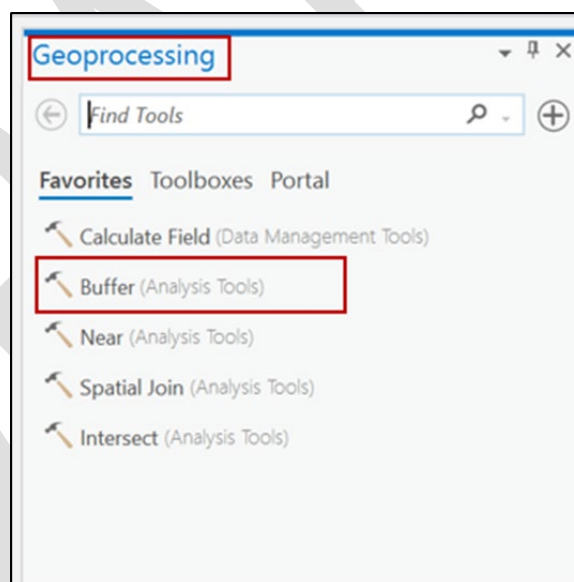 Geoprocessing
Find Tools
Favorites Toolboxes Portal
Calculate Field (Data Management Tools)
Buffer (Analysis Tools)
Near (Analysis Tools)
Spatial Join (Analysis Tools)
Intersect (Analysis Tools)